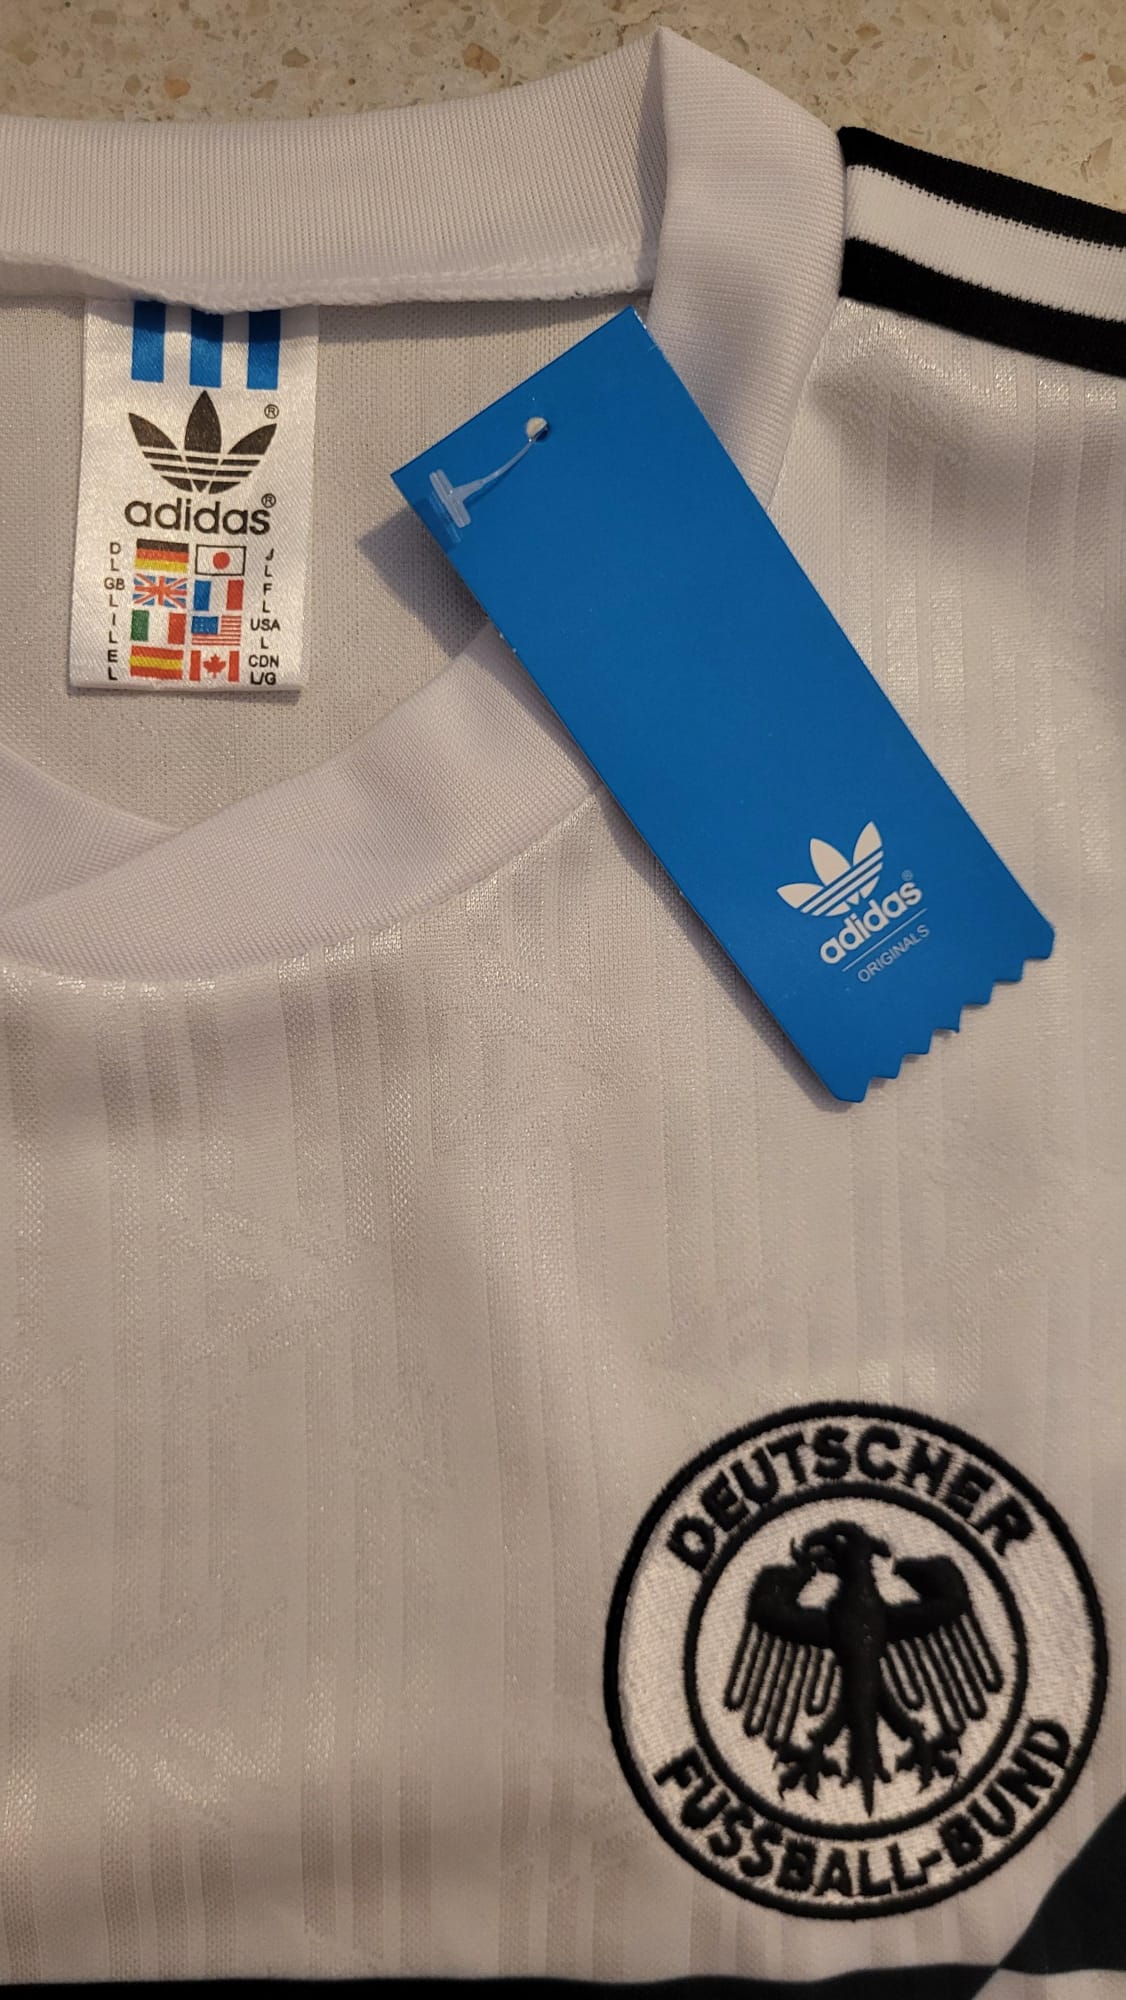 ®
adidas®
D L
J L
GB L
F L
I L
USA L
E L
CDN L/G
adidas®
ORIGINALS
DEUTSCHER
FUSSBALL-BUND